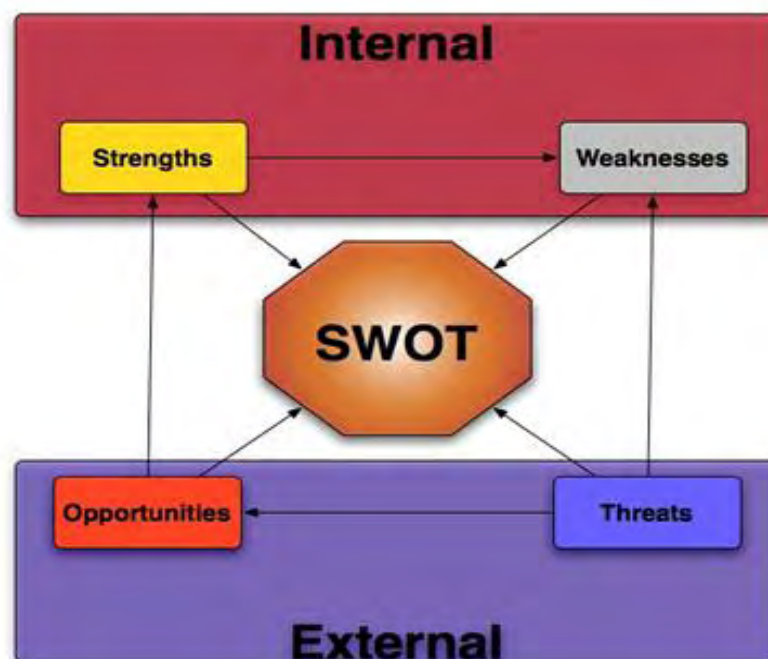 Internal
Strengths
Weaknesses
SWOT
Opportunities
Threats
External